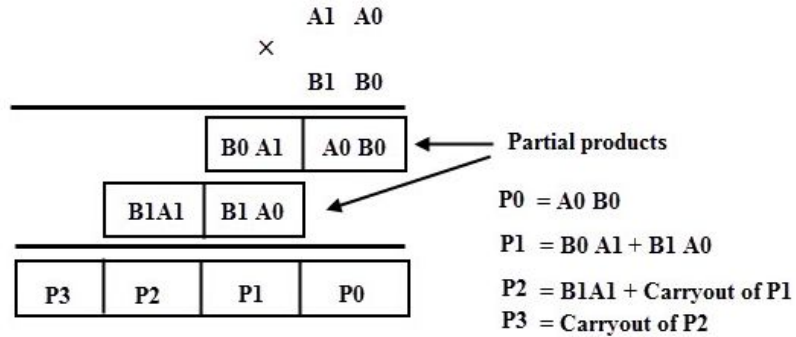 A1 A0
×
B1 B0
B0 A1 A0 B0
Partial products
B1A1 B1 A0
P0 = A0 B0
P1 = B0 A1 + B1 A0
P3 P2 P1 P0
P2 = B1A1 + Carryout of P1
P3 = Carryout of P2